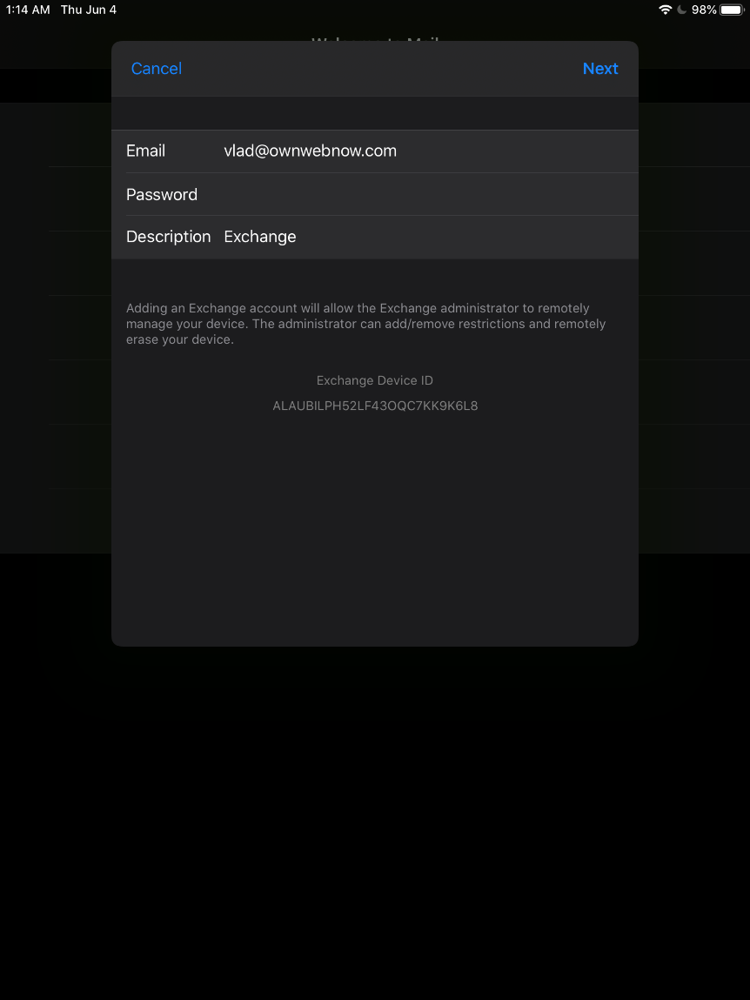 1:14 AM Thu Jun 4 98%
Cancel Next
Email vlad@ownwebnow.com
Password
Description Exchange
Adding an Exchange account will allow the Exchange administrator to remotely
manage your device. The administrator can add/remove restrictions and remotely
erase your device.
Exchange Device ID
ALAUBILPH52LF43OQC7KK9K6L8